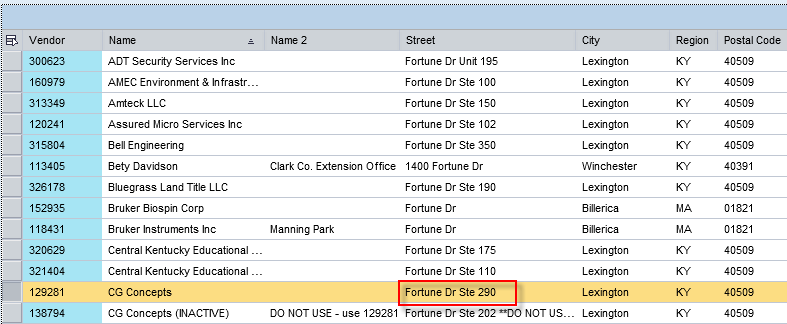 Vendor Name Name 2 Street City Region Postal Code
300623 ADT Security Services Inc Fortune Dr Unit 195 Lexington KY 40509
160979 AMEC Environment & Infrastr… Fortune Dr Ste 100 Lexington KY 40509
313349 Amteck LLC Fortune Dr Ste 150 Lexington KY 40509
120241 Assured Micro Services Inc Fortune Dr Ste 102 Lexington KY 40509
315804 Bell Engineering Fortune Dr Ste 350 Lexington KY 40509
113405 Bety Davidson Clark Co. Extension Office 1400 Fortune Dr Winchester KY 40391
326178 Bluegrass Land Title LLC Fortune Dr Ste 190 Lexington KY 40509
152935 Bruker Biospin Corp Fortune Dr Billerica MA 01821
118431 Bruker Instruments Inc Manning Park Fortune Dr Billerica MA 01821
320629 Central Kentucky Educational … Fortune Dr Ste 175 Lexington KY 40509
321404 Central Kentucky Educational … Fortune Dr Ste 110 Lexington KY 40509
129281 CG Concepts Fortune Dr Ste 290 Lexington KY 40509
138794 CG Concepts (INACTIVE) DO NOT USE - use 129281 Fortune Dr Ste 202 **DO NOT US… Lexington KY 40509